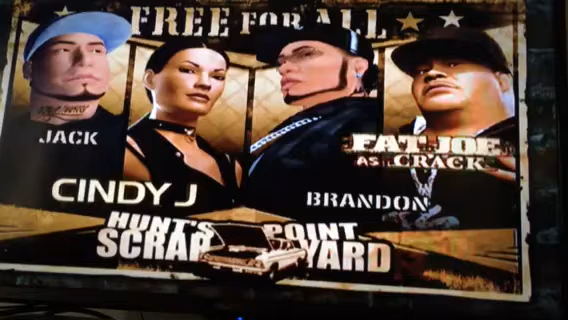 FREE FOR ALL
JACK
CINDY J
BRANDON
FAT JOE
AS CRACK
HUNT'S POINT
SCRAP YARD